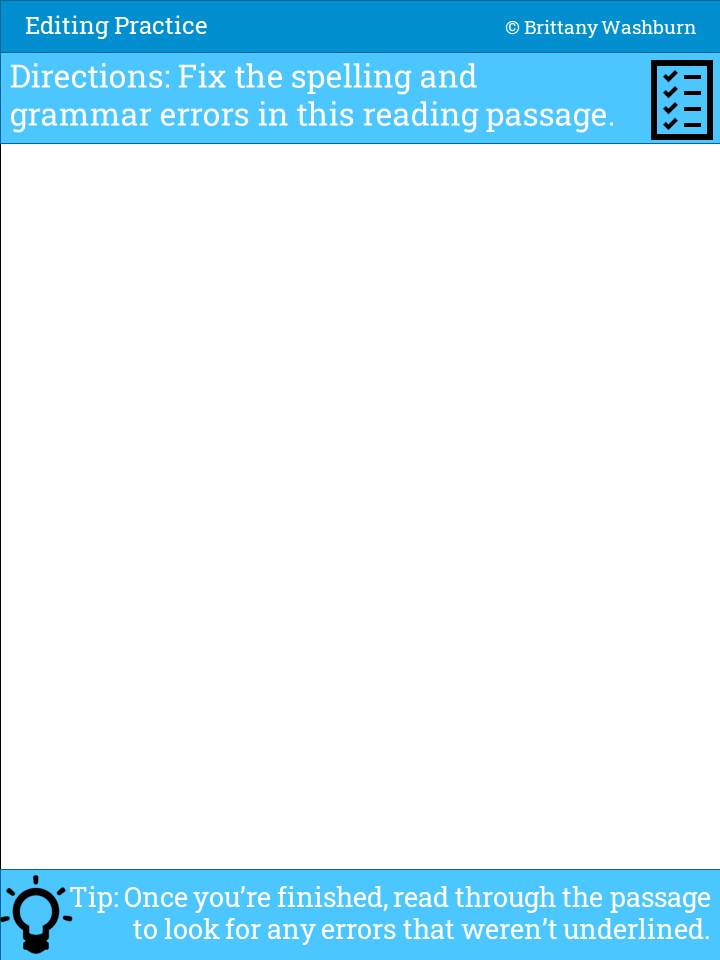 Editing Practice
© Brittany Washburn
Directions: Fix the spelling and
grammar errors in this reading passage.
Tip: Once you’re finished, read through the passage
to look for any errors that weren’t underlined.